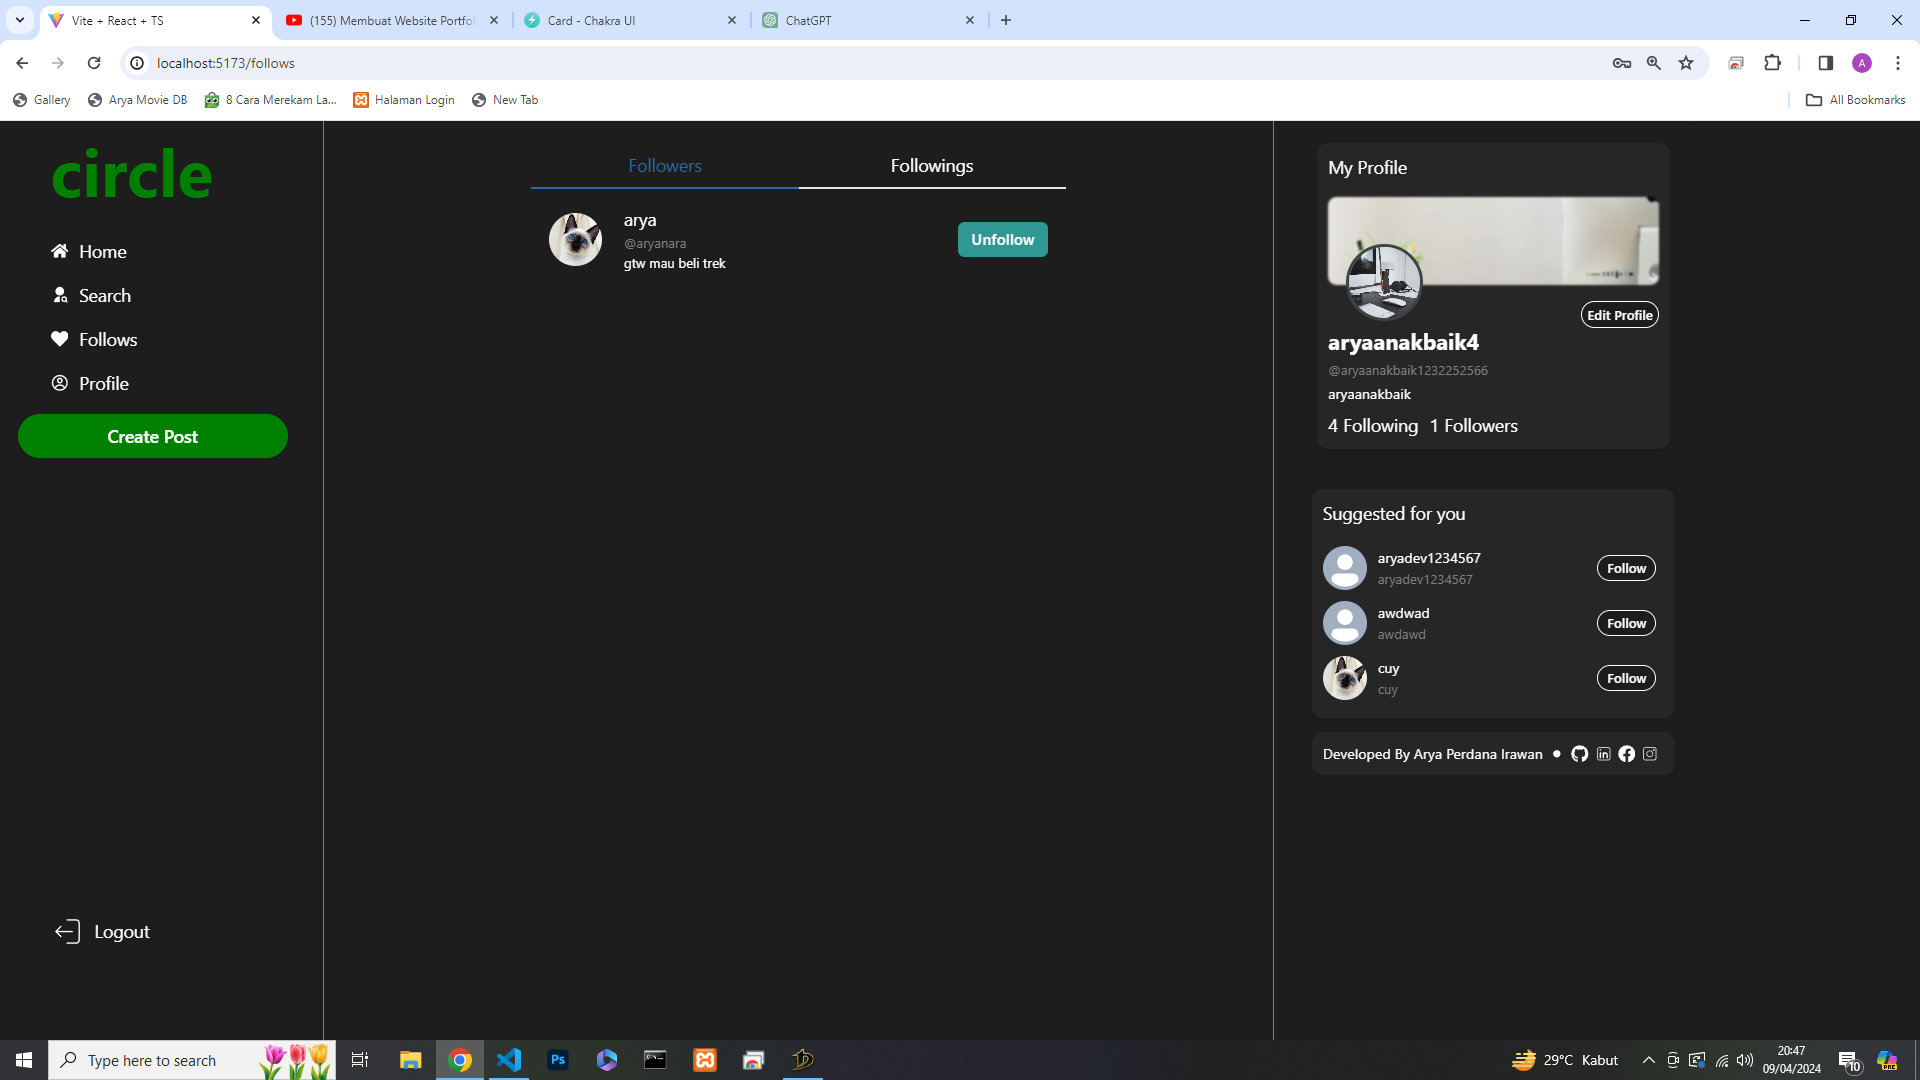 Vite + React + TS
(155) Membuat Website Portfol
Card - Chakra UI
ChatGPT
localhost:5173/follows
A
Gallery
Arya Movie DB
8 Cara Merekam La...
Halaman Login
New Tab
All Bookmarks
circle
Home
Search
Follows
Profile
Create Post
Logout
Followers
Followings
arya
@aryanara
gtw mau beli trek
Unfollow
My Profile
Edit Profile
aryaanakbaik4
@aryaanakbaik1232252566
aryaanakbaik
4 Following 1 Followers
Suggested for you
aryadev1234567
aryadev1234567
Follow
awdwad
awdawd
Follow
cuy
cuy
Follow
Developed By Arya Perdana Irawan
Type here to search
Ps
29°C Kabut
20:47
09/04/2024
10
PRE